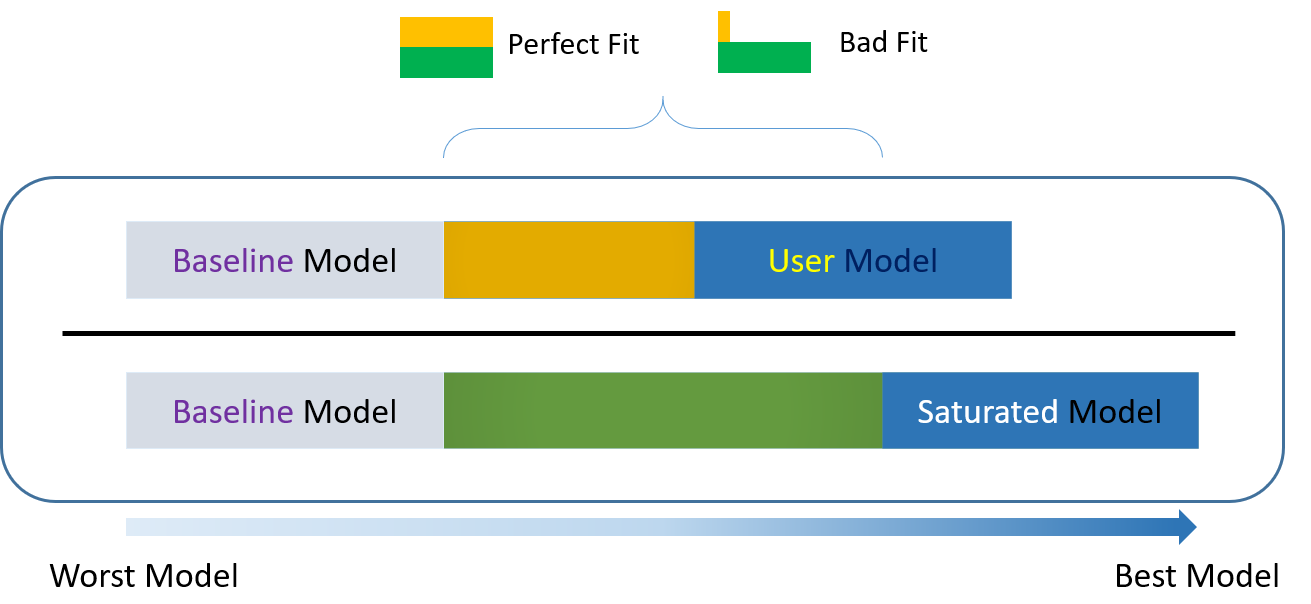 Perfect Fit
Bad Fit
Baseline Model
User Model
Baseline Model
Saturated Model
Worst Model
Best Model